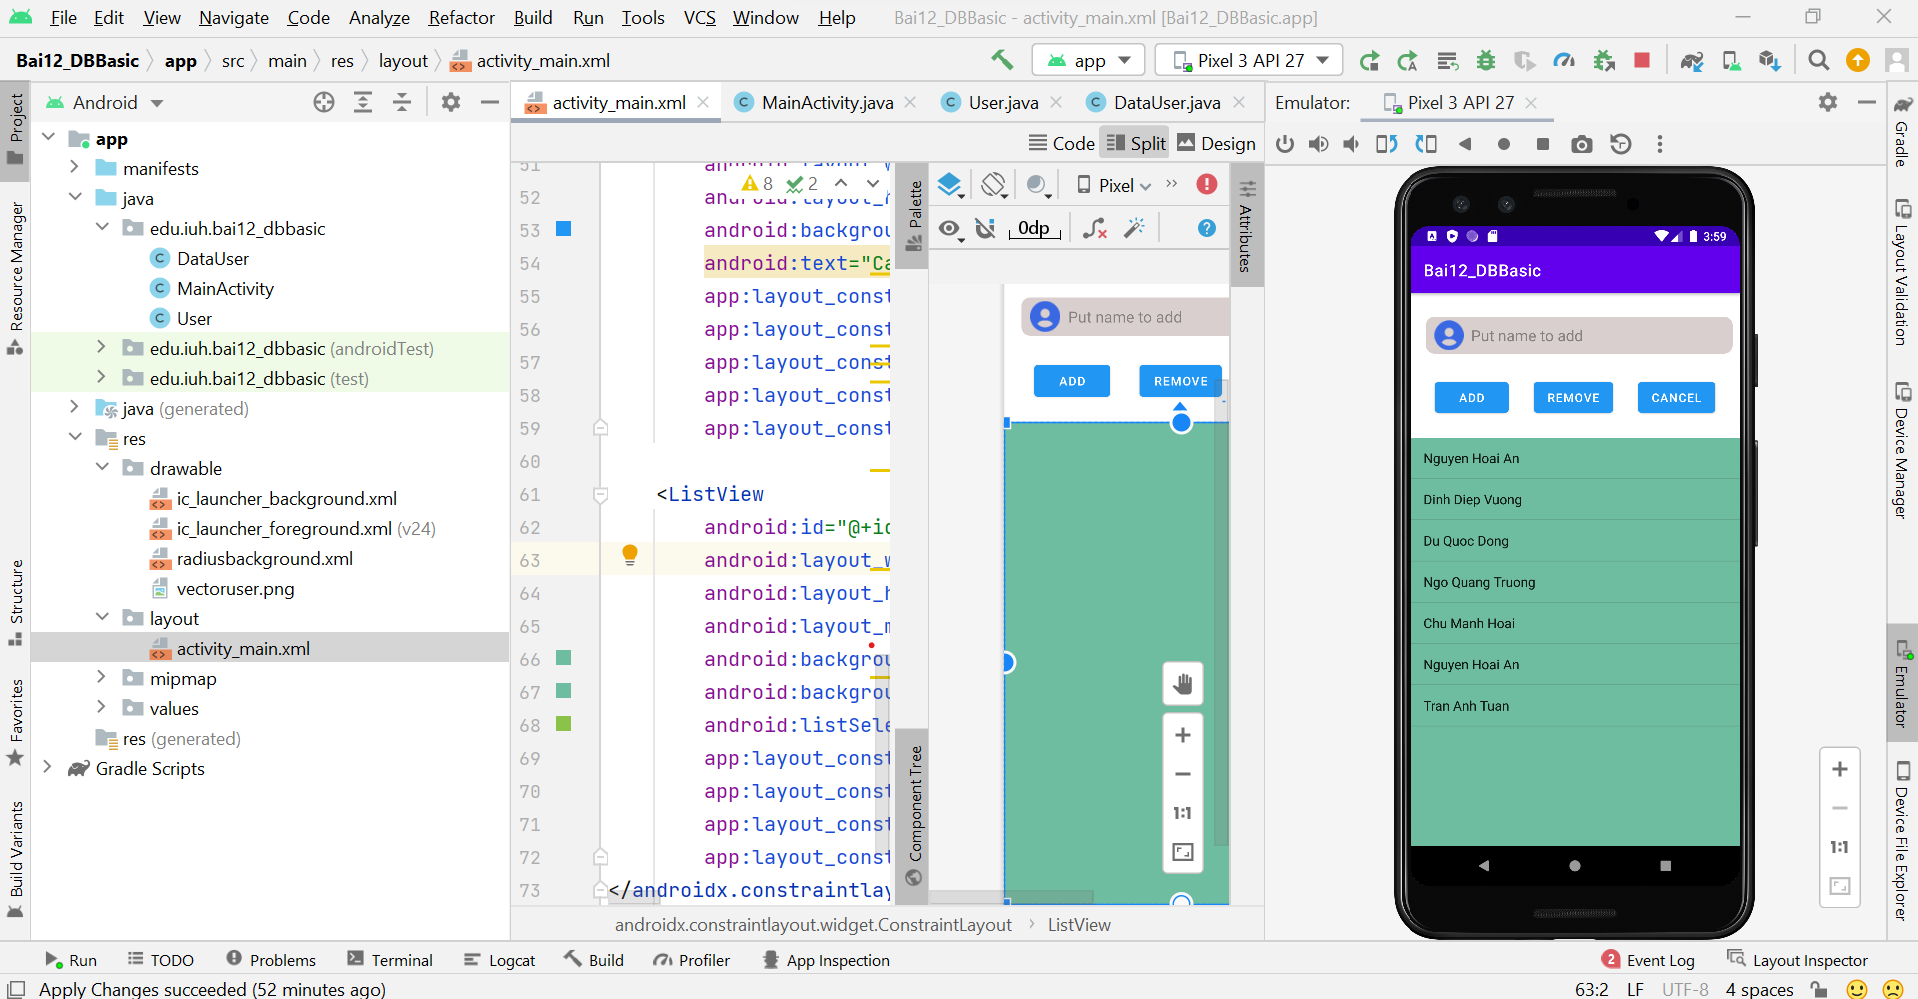 File Edit View Navigate Code Analyze Refactor Build Run Tools VCS Window Help Bai12_DBBasic - activity_main.xml [Bai12_DBBasic.app]
Bai12_DBBasic app src main res layout activity_main.xml app Pixel 3 API 27
Project
Resource Manager
Structure
Favorites
Build Variants
Android
app
manifests
java
edu.iuh.bai12_dbbasic
DataUser
MainActivity
User
edu.iuh.bai12_dbbasic (androidTest)
edu.iuh.bai12_dbbasic (test)
java (generated)
res
drawable
ic_launcher_background.xml
ic_launcher_foreground.xml (v24)
radiusbackground.xml
vectoruser.png
layout
activity_main.xml
mipmap
values
res (generated)
Gradle Scripts
activity_main.xml MainActivity.java User.java DataUser.java
Code Split Design
8 2
51 android:layout_w
52 android:layout_h
53 android:backgrou
54 android:text="Ca
55 app:layout_const
56 app:layout_const
57 app:layout_const
58 app:layout_const
59 app:layout_const
60
61 <ListView
62 android:id="@+id
63 android:layout_w
64 android:layout_h
65 android:layout_m
66 android:backgrou
67 android:backgrou
68 android:listSele
69 app:layout_const
70 app:layout_const
71 app:layout_const
72 app:layout_const
73 </androidx.constraintlay
androidx.constraintlayout.widget.ConstraintLayout ListView
Palette
Component Tree
Pixel
0dp
Attributes
Put name to add
ADD REMOVE
1:1
Emulator: Pixel 3 API 27
3:59
Bai12_DBBasic
Put name to add
ADD REMOVE CANCEL
Nguyen Hoai An
Dinh Diep Vuong
Du Quoc Dong
Ngo Quang Truong
Chu Manh Hoai
Nguyen Hoai An
Tran Anh Tuan
1:1
Gradle
Layout Validation
Device Manager
Emulator
Device File Explorer
Run TODO Problems Terminal Logcat Build Profiler App Inspection 2 Event Log Layout Inspector
Apply Changes succeeded (52 minutes ago) 63:2 LF UTF-8 4 spaces